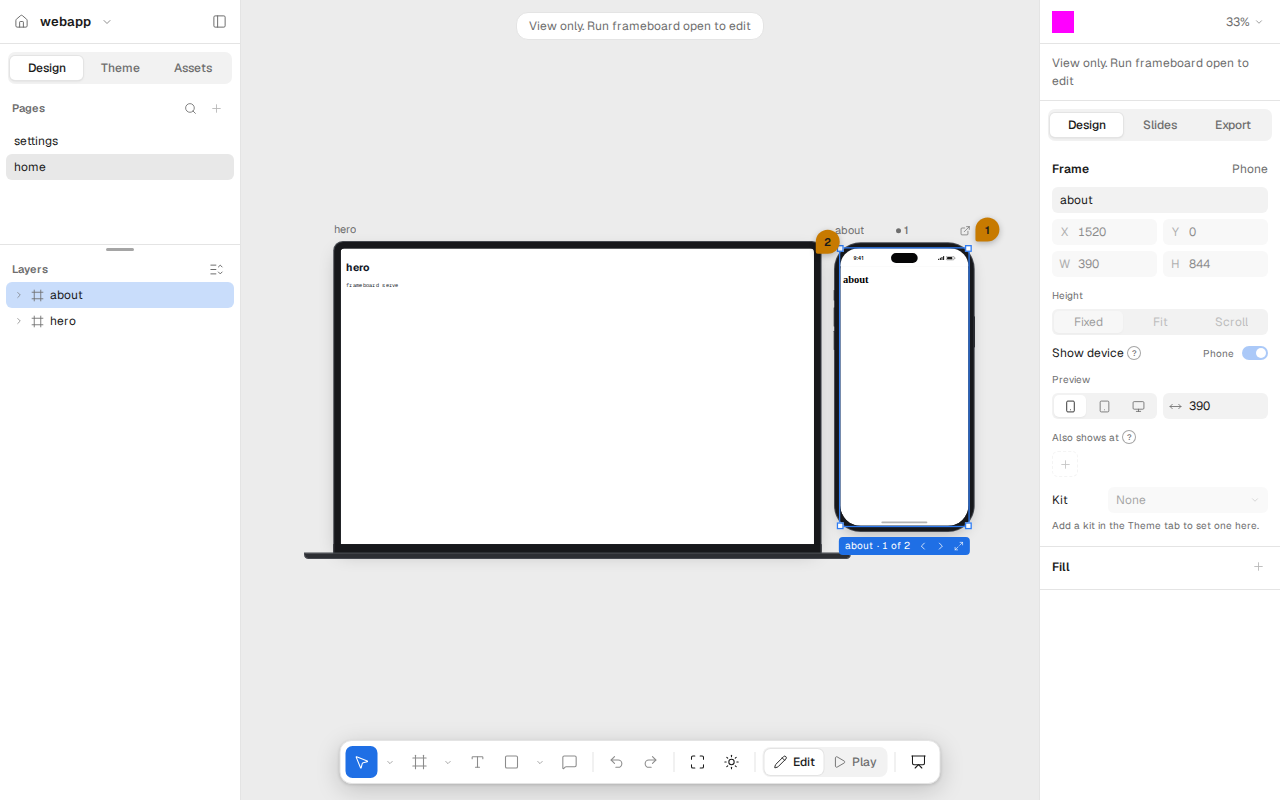 webapp
Design
Theme
Assets
Pages
settings
home
Layers
about
hero
View only. Run frameboard open to edit
hero
hero
frameboard serve
2
about
1
1
9:41
about
about · 1 of 2
Edit
Play
33%
View only. Run frameboard open to
edit
Design
Slides
Export
Frame
Phone
about
X 1520
Y 0
W 390
H 844
Height
Fixed
Fit
Scroll
Show device ?
Phone
Preview
390
Also shows at ?
Kit
None
Add a kit in the Theme tab to set one here.
Fill